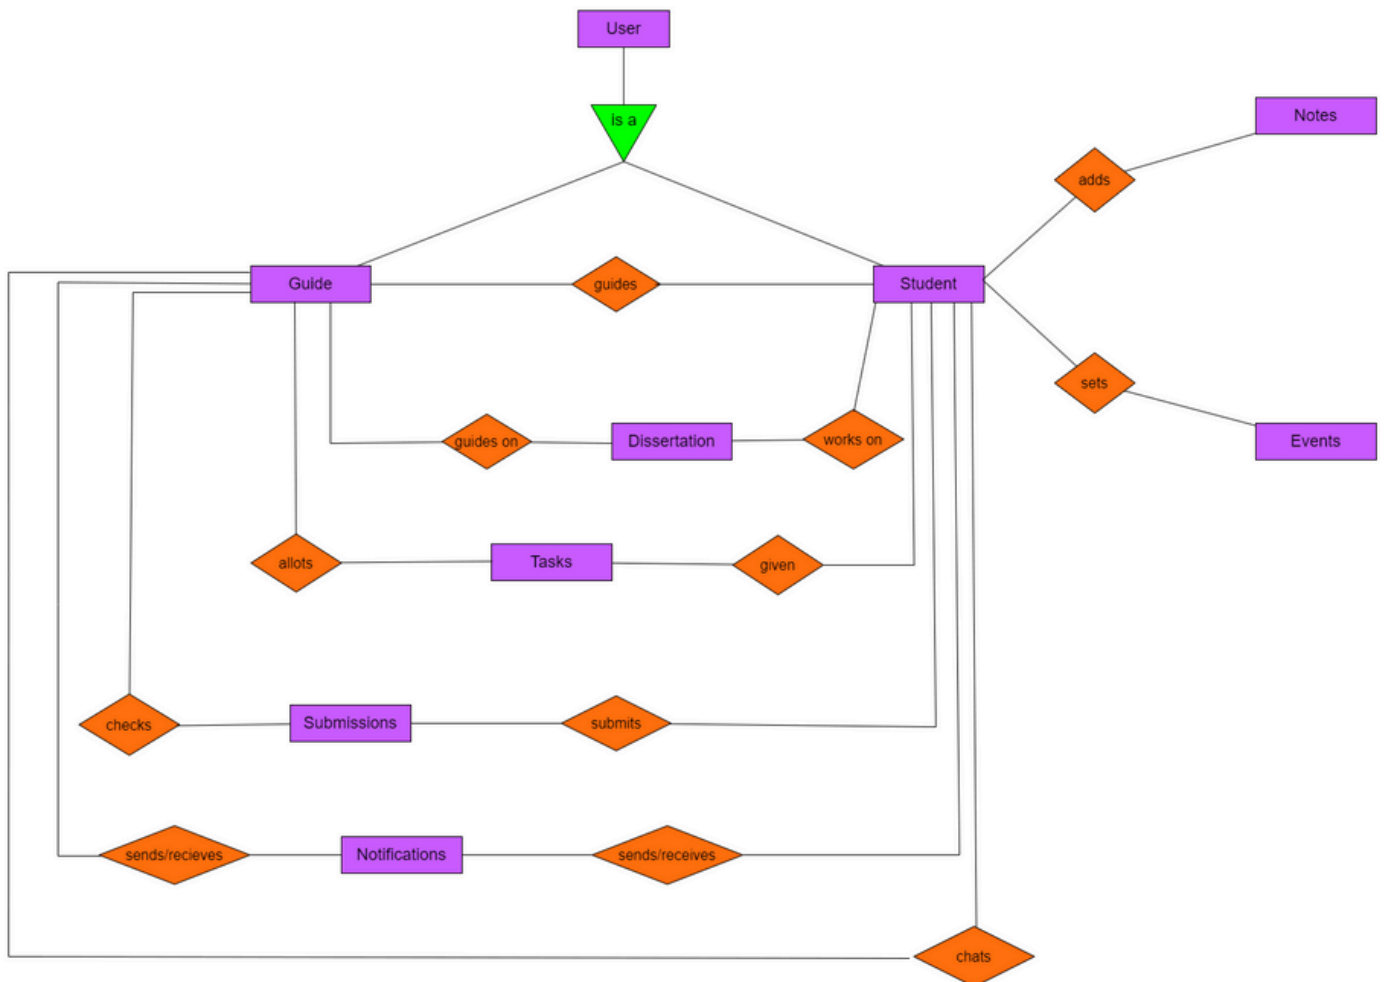 User
is a
Notes
adds
Guide
guides
Student
sets
guides on
Dissertation
works on
Events
allots
Tasks
given
checks
Submissions
submits
sends/recieves
Notifications
sends/receives
chats